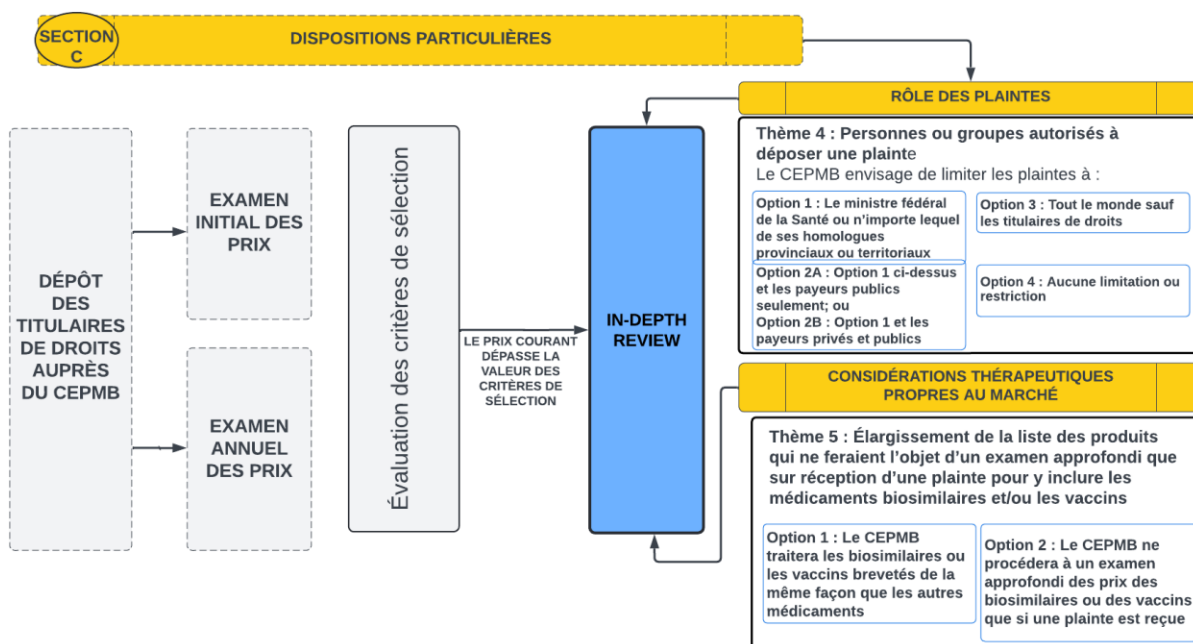 SECTION
C
DISPOSITIONS PARTICULIÈRES
RÔLE DES PLAINTES
Thème 4 : Personnes ou groupes autorisés à
déposer une plainte
Le CEPMB envisage de limiter les plaintes à :
Option 1 : Le ministre fédéral
de la Santé ou n'importe lequel
de ses homologues
provinciaux ou territoriaux
Option 3 : Tout le monde sauf
les titulaires de droits
Option 2A : Option 1 ci-dessus
et les payeurs publics
seulement; ou
Option 2B : Option 1 et les
payeurs privés et publics
Option 4 : Aucune limitation ou
restriction
DÉPÔT
DES
TITULAIRES
DE DROITS
AUPRÈS
DU CEPMB
EXAMEN
INITIAL DES
PRIX
EXAMEN
ANNUEL
DES PRIX
Évaluation des critères de sélection
LE PRIX COURANT
DÉPASSE LA
VALEUR DES
CRITÈRES DE
SÉLECTION
IN-DEPTH
REVIEW
CONSIDÉRATIONS THÉRAPEUTIQUES
PROPRES AU MARCHÉ
Thème 5 : Élargissement de la liste des produits
qui ne feraient l'objet d'un examen approfondi que
sur réception d'une plainte pour y inclure les
médicaments biosimilaires et/ou les vaccins
Option 1 : Le CEPMB
traitera les biosimilaires ou
les vaccins brevetés de la
même façon que les autres
médicaments
Option 2 : Le CEPMB ne
procédera à un examen
approfondi des prix des
biosimilaires ou des vaccins
que si une plainte est reçue